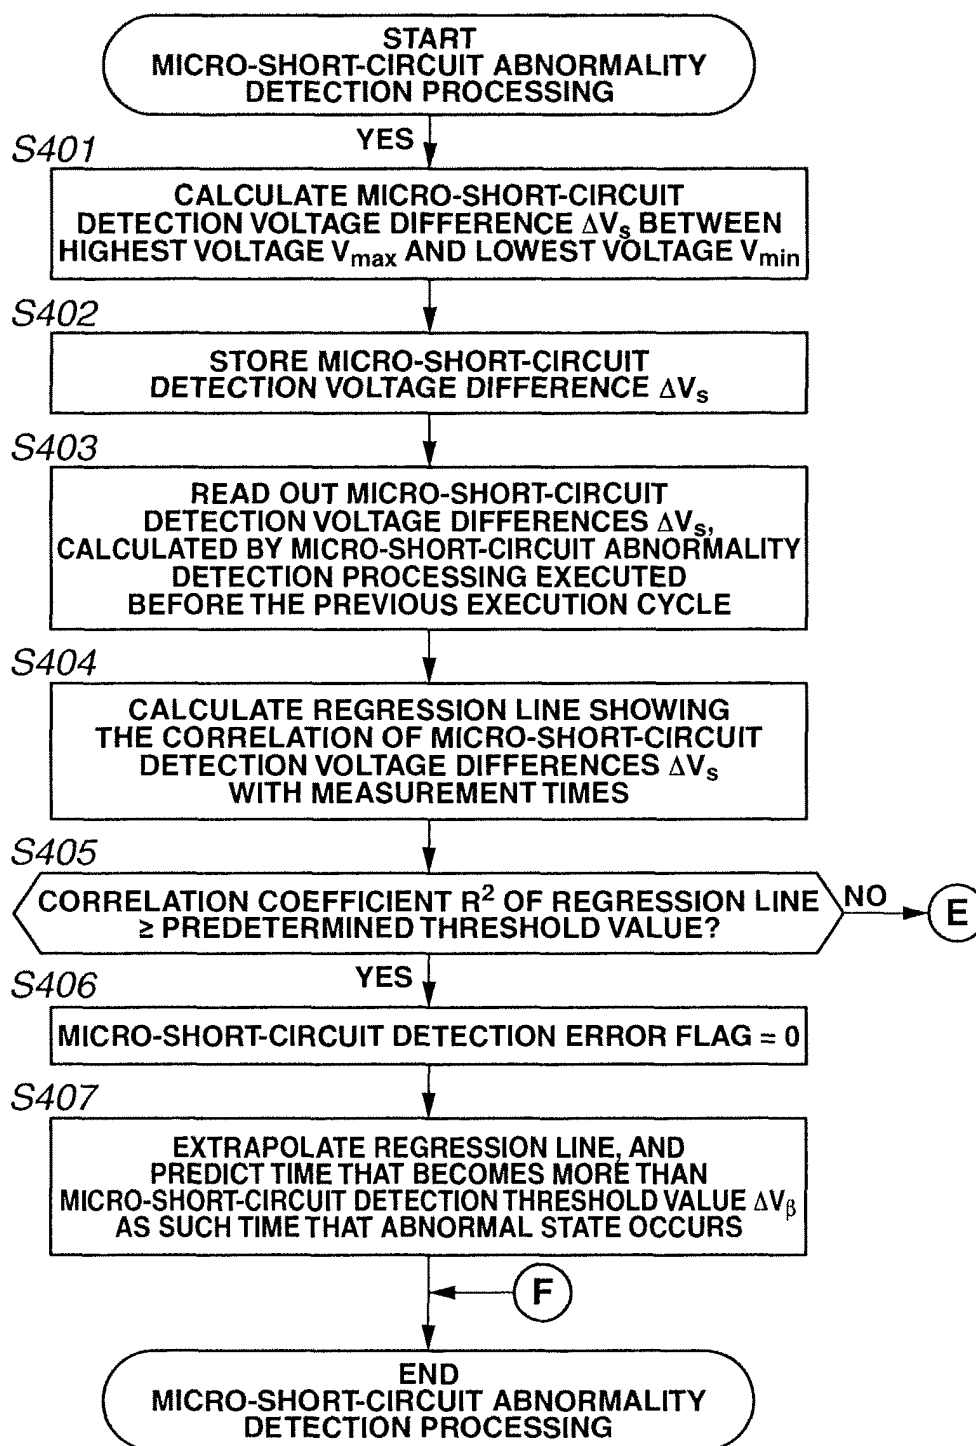 START
MICRO-SHORT-CIRCUIT ABNORMALITY
DETECTION PROCESSING
YES
S401
CALCULATE MICRO-SHORT-CIRCUIT
DETECTION VOLTAGE DIFFERENCE ΔVs BETWEEN
HIGHEST VOLTAGE Vmax AND LOWEST VOLTAGE Vmin
S402
STORE MICRO-SHORT-CIRCUIT
DETECTION VOLTAGE DIFFERENCE ΔVs
S403
READ OUT MICRO-SHORT-CIRCUIT
DETECTION VOLTAGE DIFFERENCES ΔVs,
CALCULATED BY MICRO-SHORT-CIRCUIT ABNORMALITY
DETECTION PROCESSING EXECUTED
BEFORE THE PREVIOUS EXECUTION CYCLE
S404
CALCULATE REGRESSION LINE SHOWING
THE CORRELATION OF MICRO-SHORT-CIRCUIT
DETECTION VOLTAGE DIFFERENCES ΔVs
WITH MEASUREMENT TIMES
S405
CORRELATION COEFFICIENT R² OF REGRESSION LINE
≥ PREDETERMINED THRESHOLD VALUE?
NO
E
YES
S406
MICRO-SHORT-CIRCUIT DETECTION ERROR FLAG = 0
S407
EXTRAPOLATE REGRESSION LINE, AND
PREDICT TIME THAT BECOMES MORE THAN
MICRO-SHORT-CIRCUIT DETECTION THRESHOLD VALUE ΔVβ
AS SUCH TIME THAT ABNORMAL STATE OCCURS
F
END
MICRO-SHORT-CIRCUIT ABNORMALITY
DETECTION PROCESSING